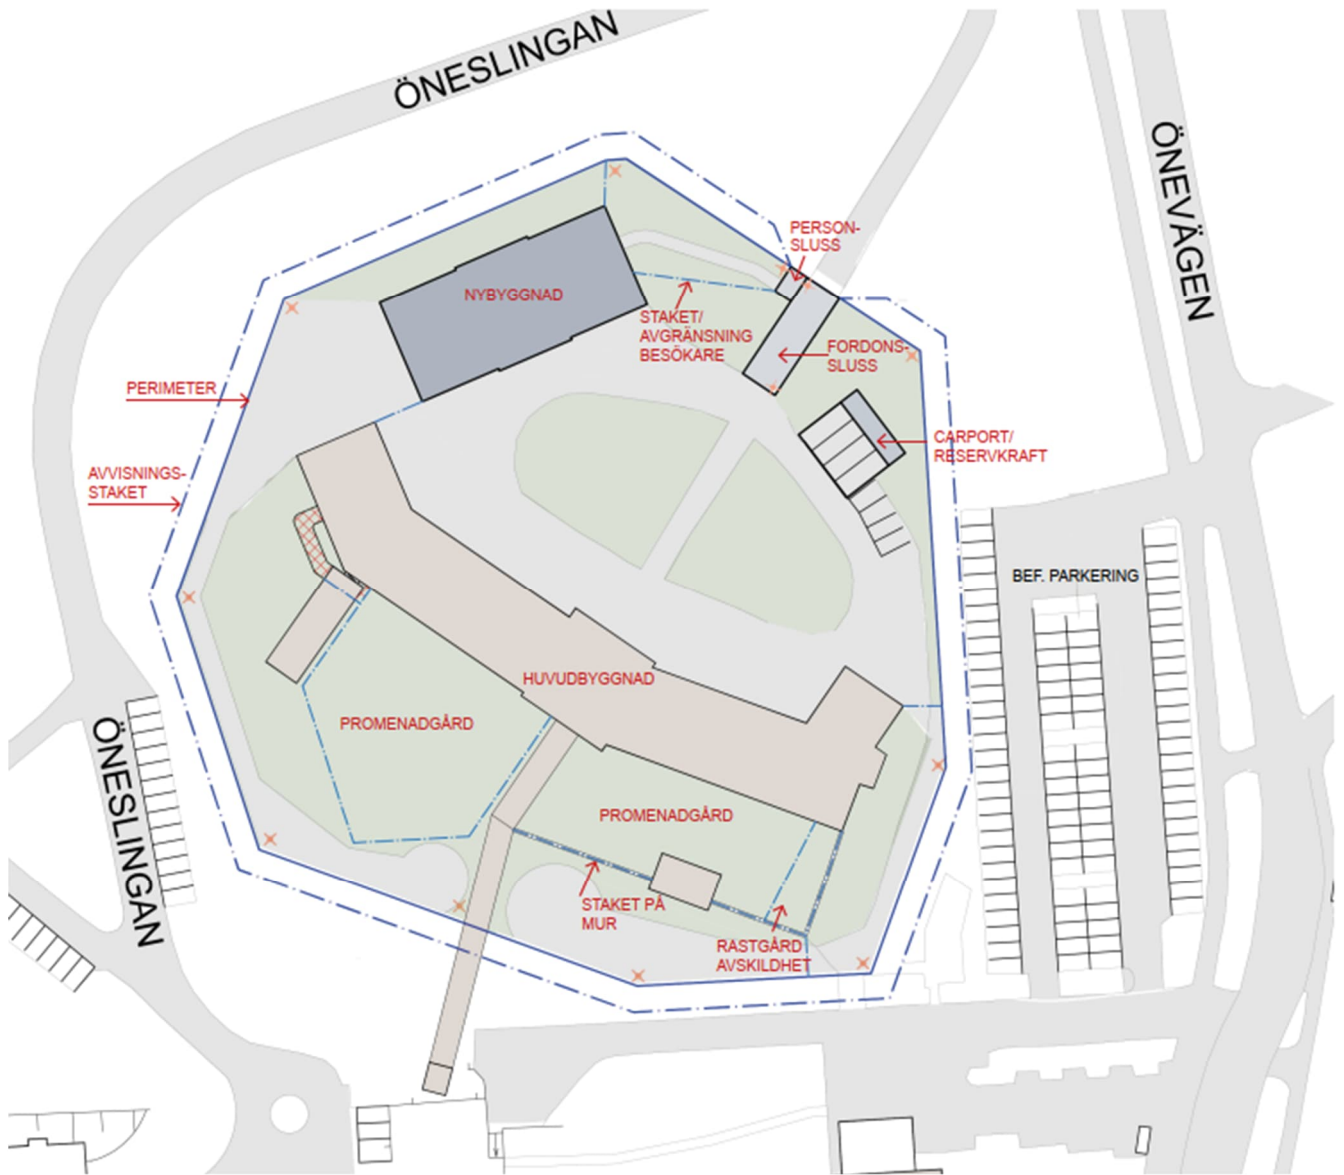 ÖNESLINGAN
ÖNEVÄGEN
PERSON-
SLUSS
NYBYGGNAD
STAKET/
AVGRÄNSNING
BESÖKARE
FORDONS-
SLUSS
PERIMETER
CARPORT/
RESERVKRAFT
AVVISNINGS-
STAKET
BEF. PARKERING
HUVUDBYGGNAD
PROMENADGÅRD
ÖNESLINGAN
PROMENADGÅRD
STAKET PÅ
MUR
RASTGÅRD
AVSKILDHET